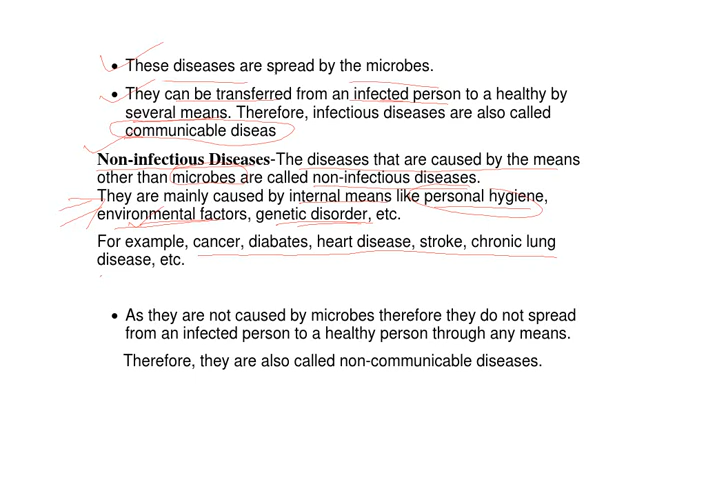 • These diseases are spread by the microbes.
• They can be transferred from an infected person to a healthy by
several means. Therefore, infectious diseases are also called
communicable diseas
Non-infectious Diseases-The diseases that are caused by the means
other than microbes are called non-infectious diseases.
They are mainly caused by internal means like personal hygiene,
environmental factors, genetic disorder, etc.
For example, cancer, diabates, heart disease, stroke, chronic lung
disease, etc.
• As they are not caused by microbes therefore they do not spread
from an infected person to a healthy person through any means.
Therefore, they are also called non-communicable diseases.